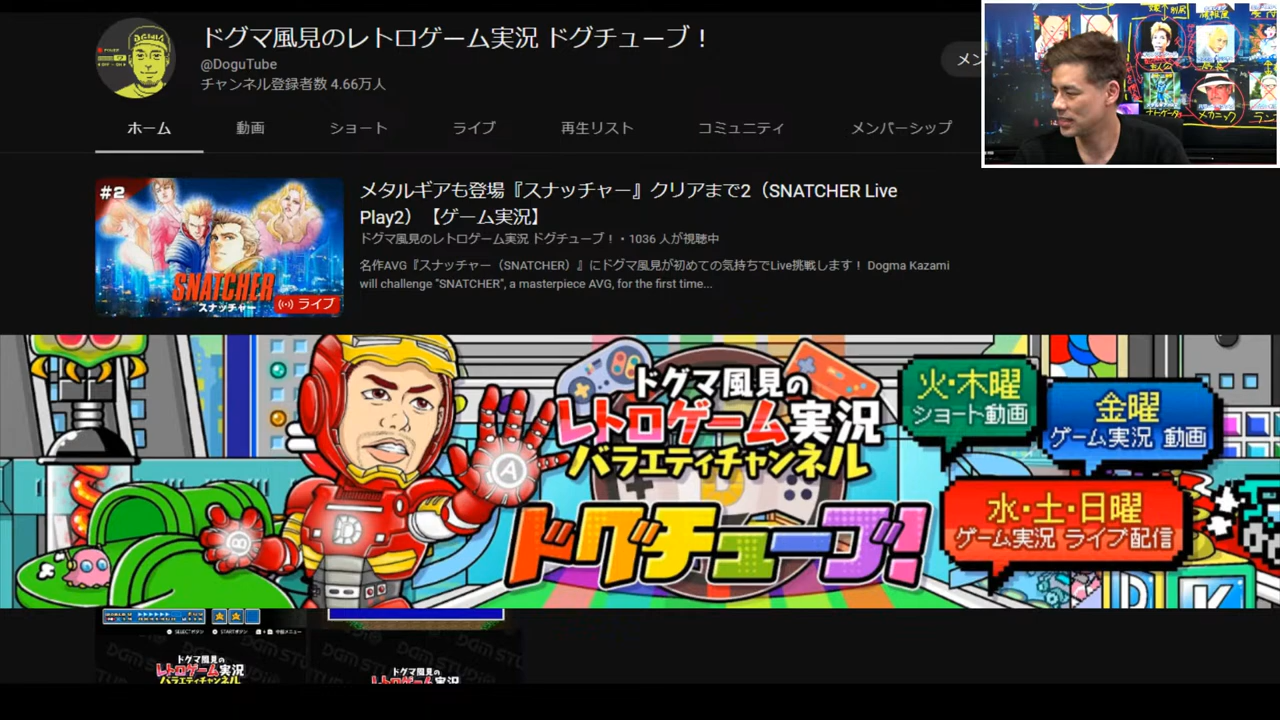 ドグマ風見のレトロゲーム実況 ドグチューブ！
@DoguTube
チャンネル登録者数 4.66万人
メン
ホーム
動画
ショート
ライブ
再生リスト
コミュニティ
メンバーシップ
#2
SNATCHER
スナッチャー
ライブ
メタルギアも登場『スナッチャー』クリアまで2（SNATCHER Live
Play2）【ゲーム実況】
ドグマ風見のレトロゲーム実況 ドグチューブ！・1036 人が視聴中
名作AVG『スナッチャー（SNATCHER）』にドグマ風見が初めての気持ちでLive挑戦します！ Dogma Kazami
will challenge "SNATCHER", a masterpiece AVG, for the first time...
メカニック
ドグマ風見の
レトロゲーム実況
バラエティチャンネル
ドグチューブ！
火・木曜
ショート動画
金曜
ゲーム実況 動画
水・土・日曜
ゲーム実況 ライブ配信
A
B
D
D K
ドグマ風見の
レトロゲーム実況
バラエティチャンネル
ドグマ風見の
レトロゲーム実況